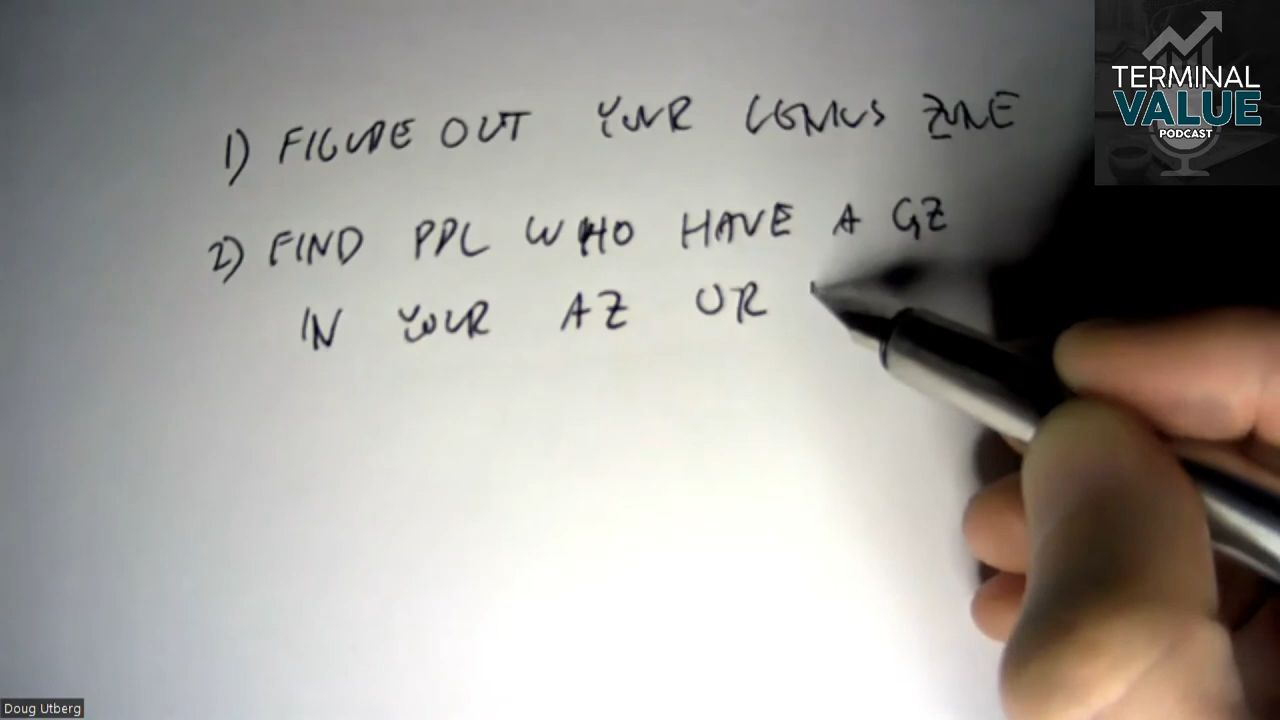 1) FIGURE OUT YOUR GENIUS ZONE
2) FIND PPL WHO HAVE A GZ
IN YOUR AZ OR
TERMINAL
VALUE
PODCAST
Doug Utberg